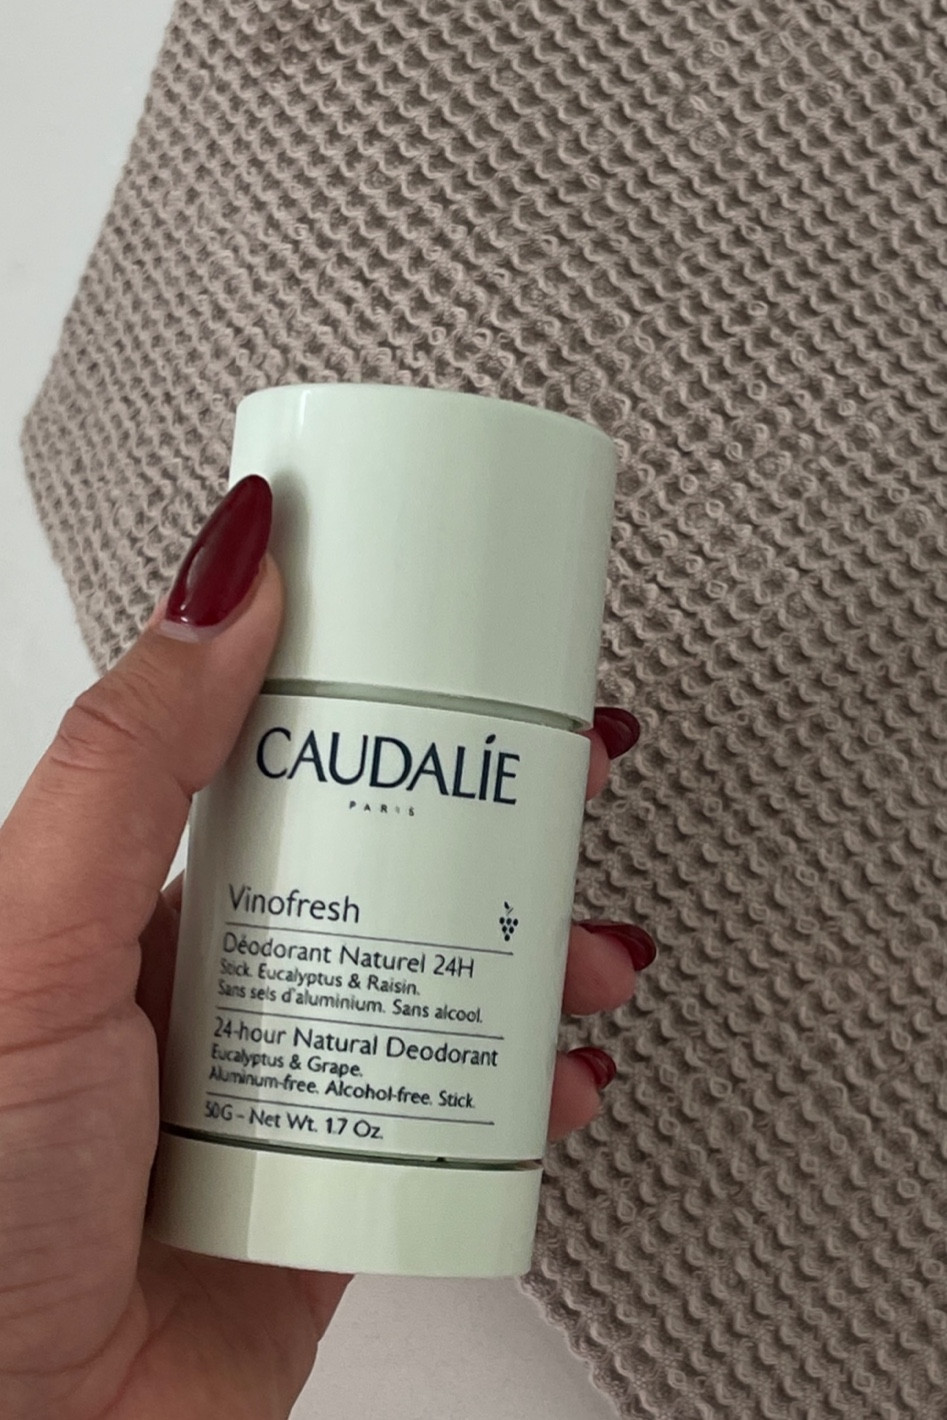 CAUDALÍE
PARIS
Vinofresh
Déodorant Naturel 24H
Stick. Eucalyptus & Raisin.
Sans sels d'aluminium. Sans alcool.
24-hour Natural Deodorant
Eucalyptus & Grape.
Aluminum-free. Alcohol-free. Stick.
50G - Net Wt. 1.7 Oz.